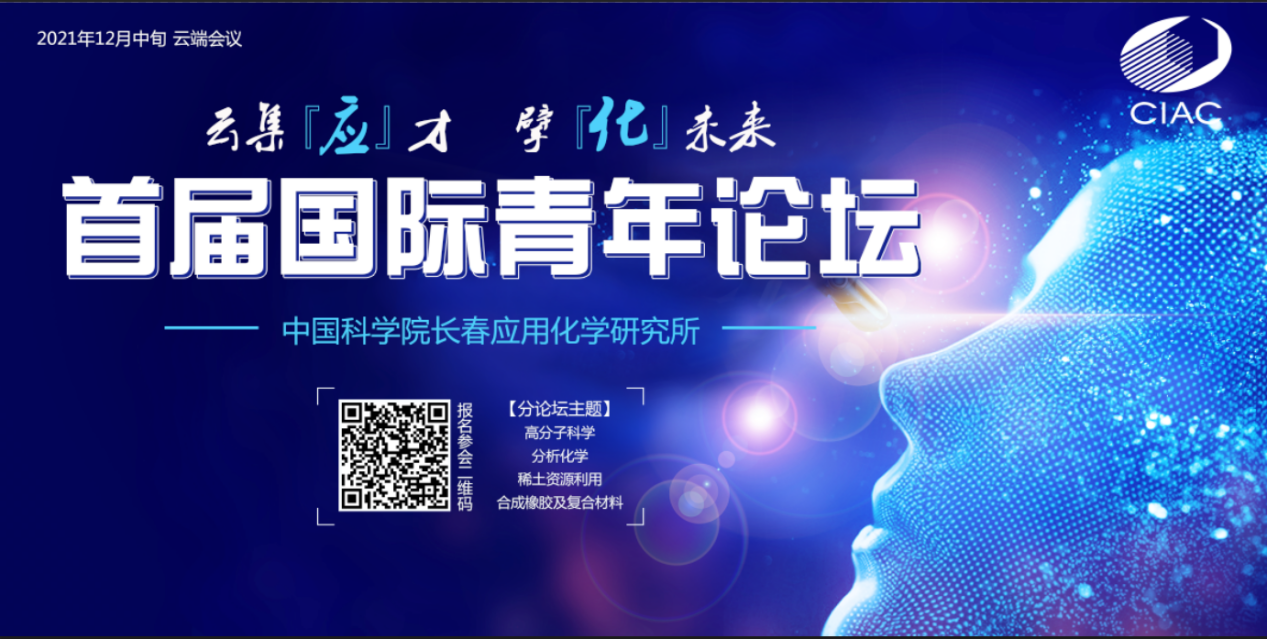 2021年12月中旬 云端会议
CIAC
云集『应』才 擘『化』未来
首届国际青年论坛
中国科学院长春应用化学研究所
报名参会二维码
【分论坛主题】
高分子科学
分析化学
稀土资源利用
合成橡胶及复合材料